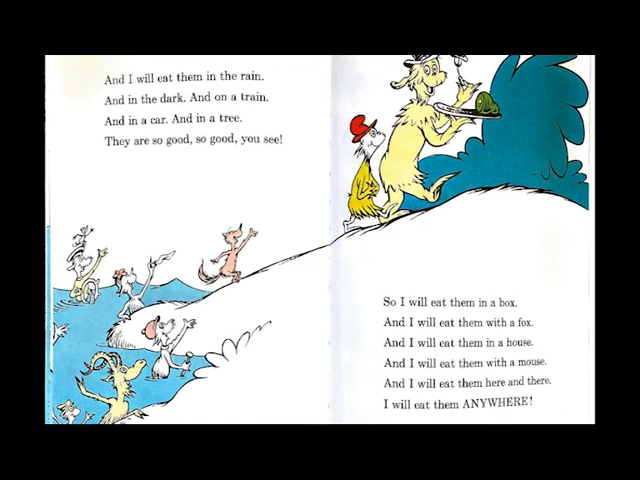 And I will eat them in the rain.
And in the dark. And on a train.
And in a car. And in a tree.
They are so good, so good, you see!
So I will eat them in a box.
And I will eat them with a fox.
And I will eat them in a house.
And I will eat them with a mouse.
And I will eat them here and there.
I will eat them ANYWHERE!